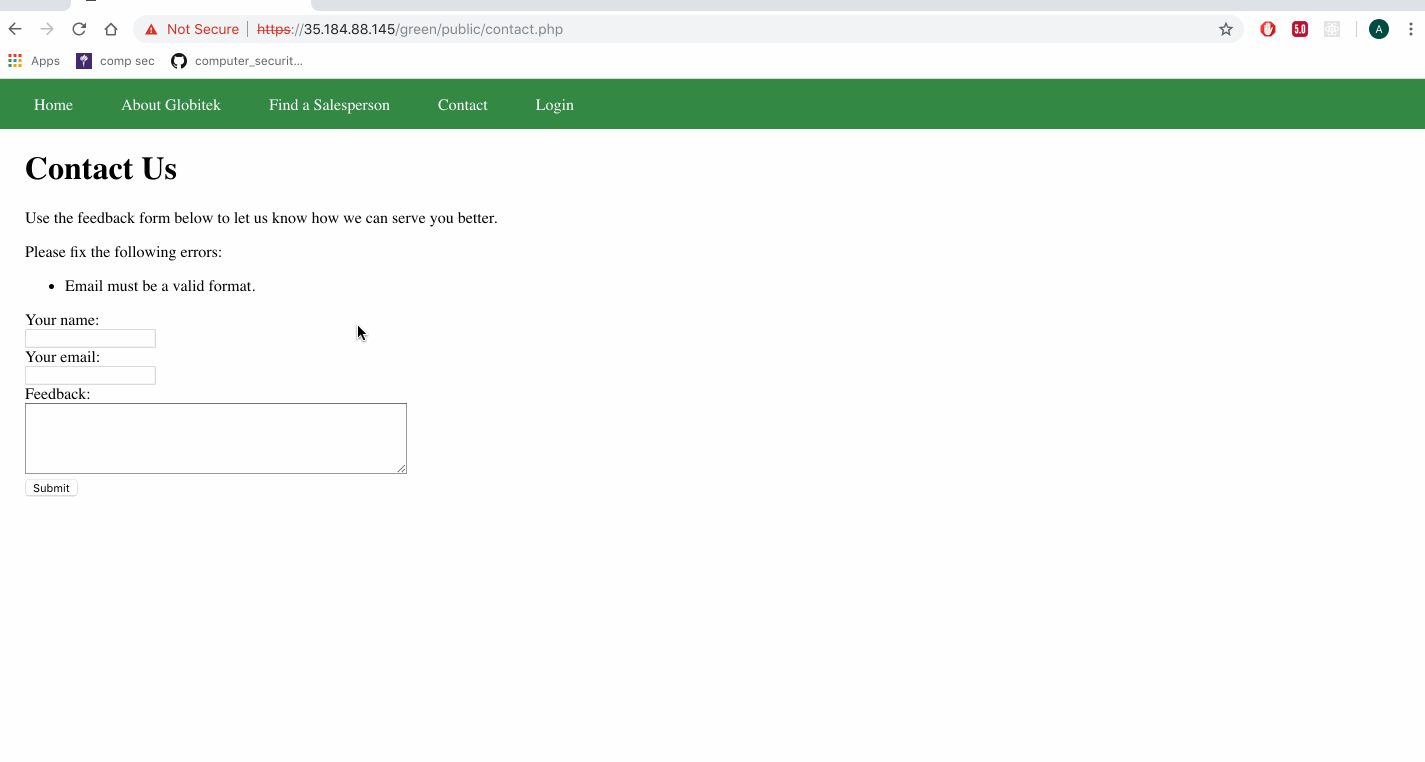 Not Secure | https://35.184.88.145/green/public/contact.php
5.0
A
Apps comp sec computer_securit...
Home About Globitek Find a Salesperson Contact Login
Contact Us
Use the feedback form below to let us know how we can serve you better.
Please fix the following errors:
• Email must be a valid format.
Your name:
Your email:
Feedback:
Submit